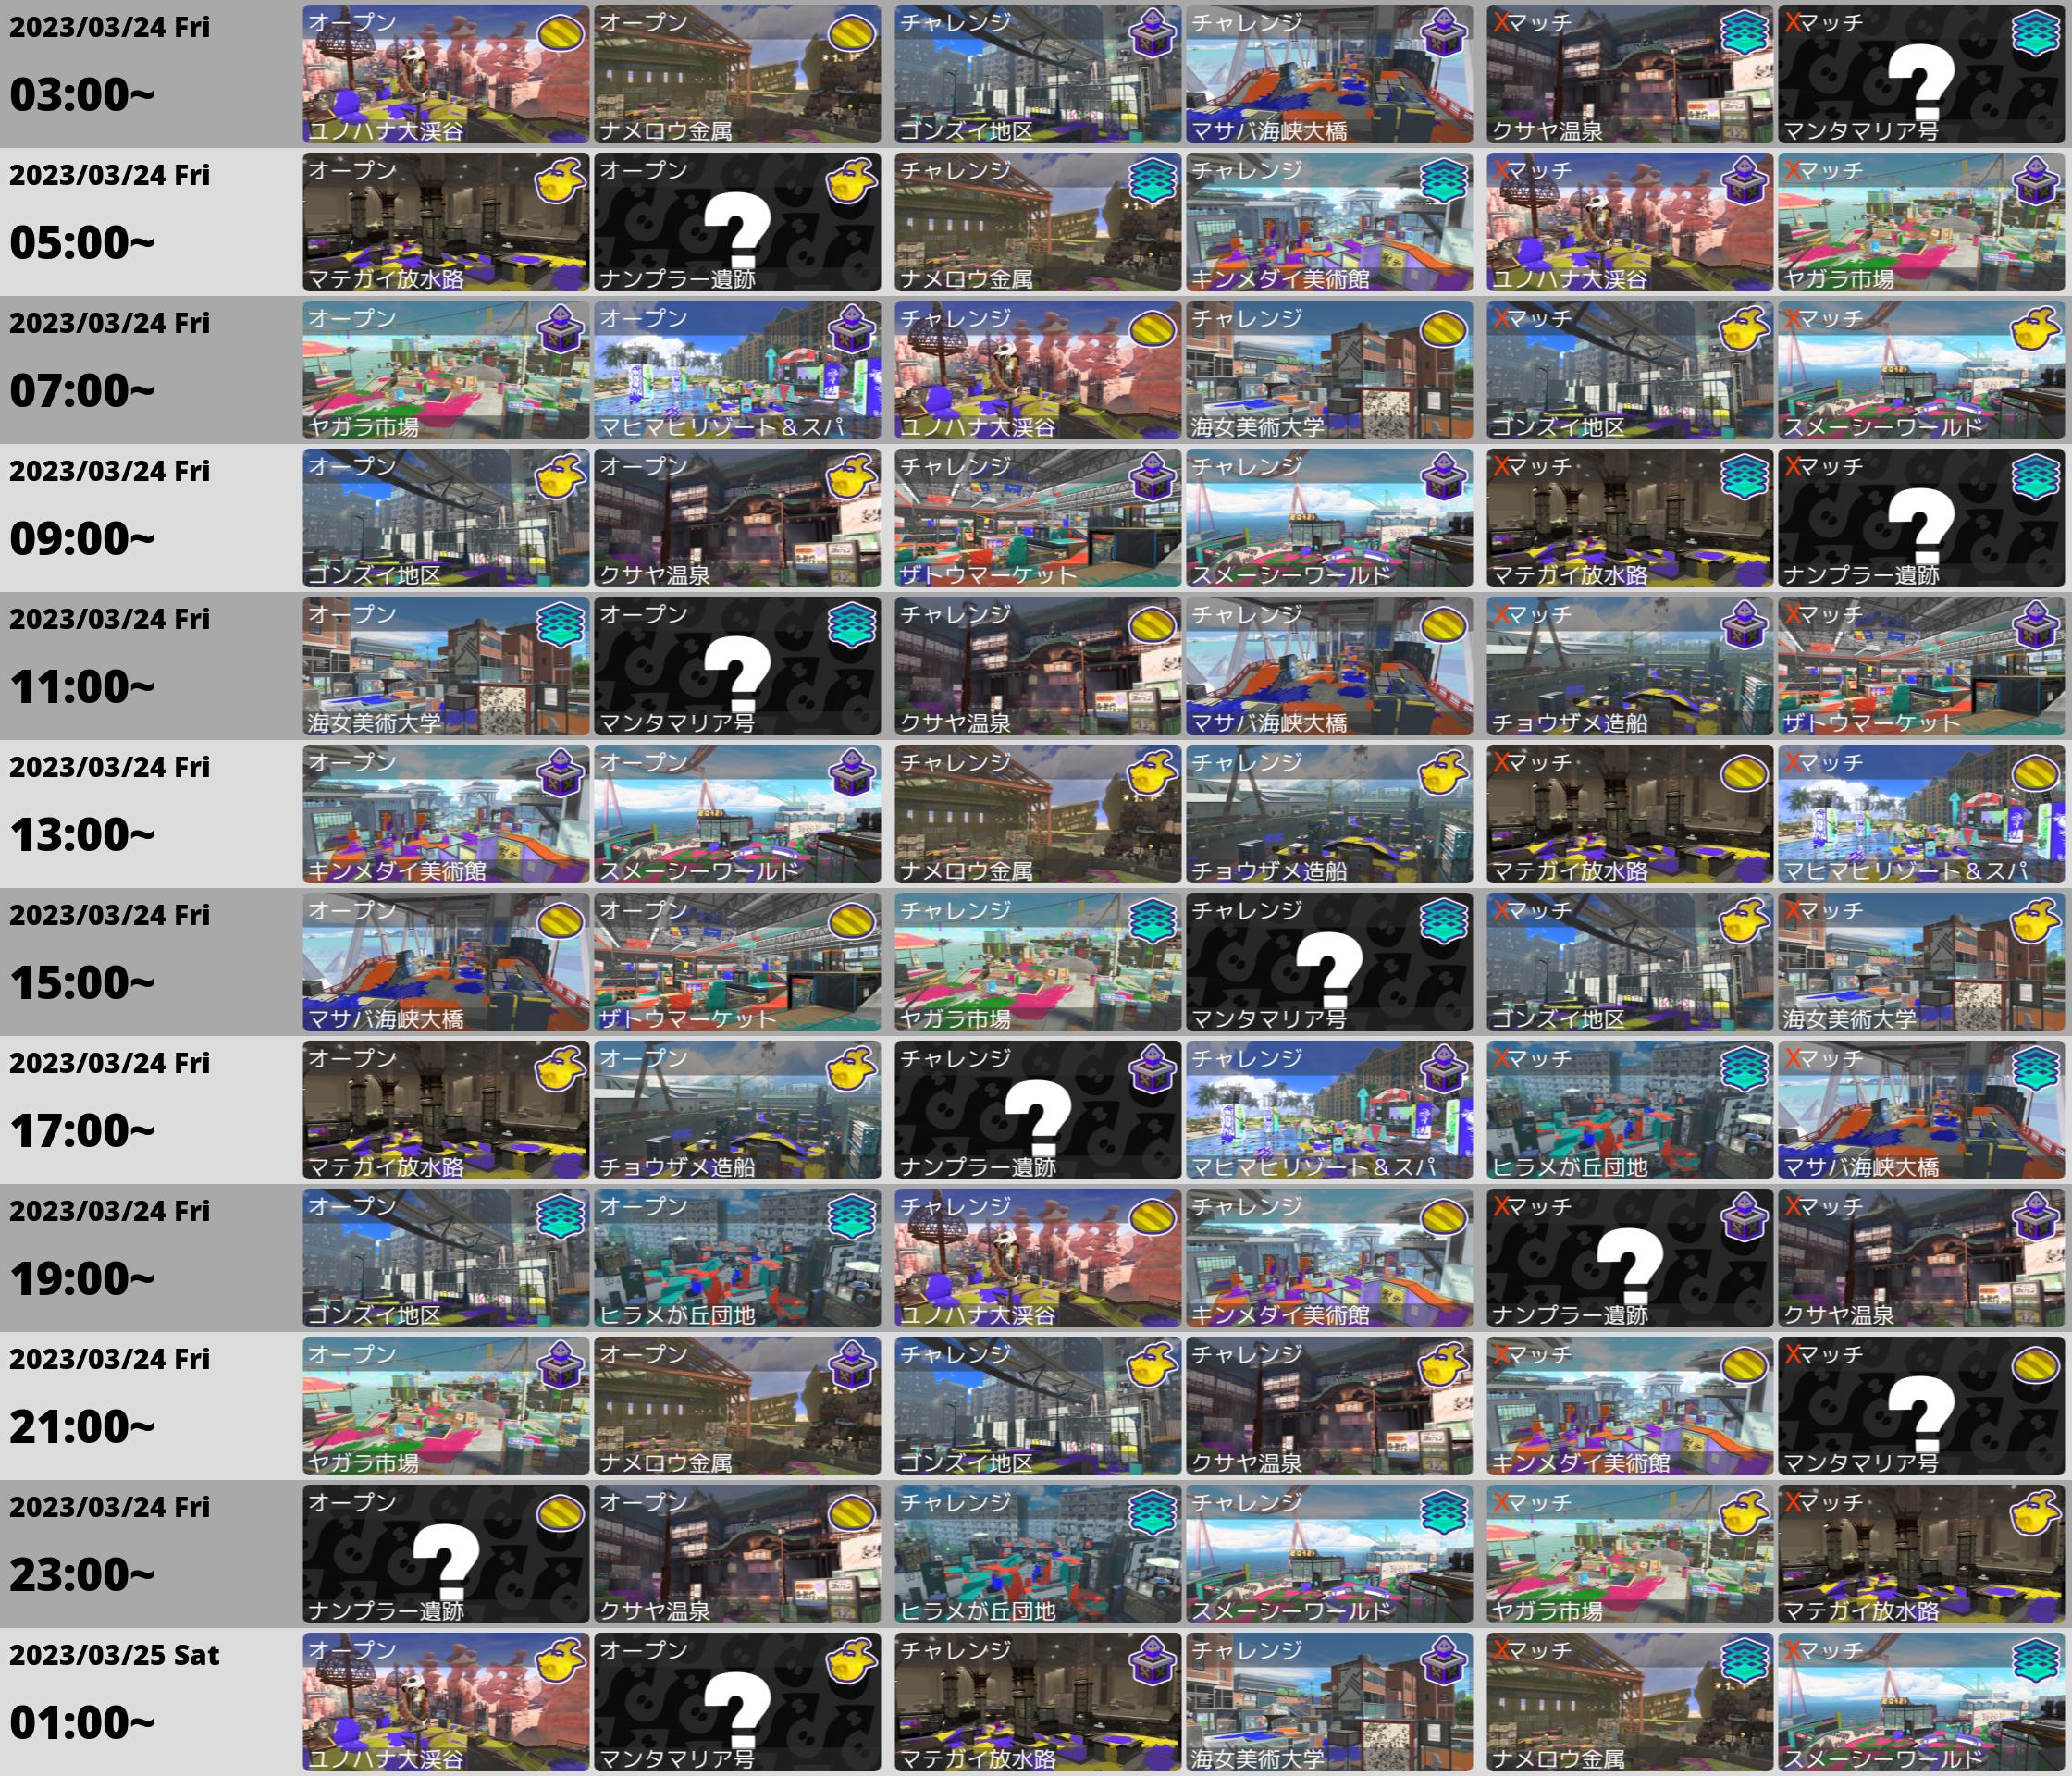 2023/03/24 Fri
03:00~
オープン
ユノハナ大渓谷
オープン
ナメロウ金属
チャレンジ
ゴンズイ地区
チャレンジ
マサバ海峡大橋
Xマッチ
クサヤ温泉
Xマッチ
マンタマリア号
2023/03/24 Fri
05:00~
オープン
マテガイ放水路
オープン
ナンプラー遺跡
チャレンジ
ナメロウ金属
チャレンジ
キンメダイ美術館
Xマッチ
ユノハナ大渓谷
Xマッチ
ヤガラ市場
2023/03/24 Fri
07:00~
オープン
ヤガラ市場
オープン
マヒマヒリゾート＆スパ
チャレンジ
ユノハナ大渓谷
チャレンジ
海女美術大学
Xマッチ
ゴンズイ地区
Xマッチ
スメーシーワールド
2023/03/24 Fri
09:00~
オープン
ゴンズイ地区
オープン
クサヤ温泉
チャレンジ
ザトウマーケット
チャレンジ
スメーシーワールド
Xマッチ
マテガイ放水路
Xマッチ
ナンプラー遺跡
2023/03/24 Fri
11:00~
オープン
海女美術大学
オープン
マンタマリア号
チャレンジ
クサヤ温泉
チャレンジ
マサバ海峡大橋
Xマッチ
チョウザメ造船
Xマッチ
ザトウマーケット
2023/03/24 Fri
13:00~
オープン
キンメダイ美術館
オープン
スメーシーワールド
チャレンジ
ナメロウ金属
チャレンジ
チョウザメ造船
Xマッチ
マテガイ放水路
Xマッチ
マヒマヒリゾート＆スパ
2023/03/24 Fri
15:00~
オープン
マサバ海峡大橋
オープン
ザトウマーケット
チャレンジ
ヤガラ市場
チャレンジ
マンタマリア号
Xマッチ
ゴンズイ地区
Xマッチ
海女美術大学
2023/03/24 Fri
17:00~
オープン
マテガイ放水路
オープン
チョウザメ造船
チャレンジ
ナンプラー遺跡
チャレンジ
マヒマヒリゾート＆スパ
Xマッチ
ヒラメが丘団地
Xマッチ
マサバ海峡大橋
2023/03/24 Fri
19:00~
オープン
ゴンズイ地区
オープン
ヒラメが丘団地
チャレンジ
ユノハナ大渓谷
チャレンジ
キンメダイ美術館
Xマッチ
ナンプラー遺跡
Xマッチ
クサヤ温泉
2023/03/24 Fri
21:00~
オープン
ヤガラ市場
オープン
ナメロウ金属
チャレンジ
ゴンズイ地区
チャレンジ
クサヤ温泉
Xマッチ
キンメダイ美術館
Xマッチ
マンタマリア号
2023/03/24 Fri
23:00~
オープン
ナンプラー遺跡
オープン
クサヤ温泉
チャレンジ
ヒラメが丘団地
チャレンジ
スメーシーワールド
Xマッチ
ヤガラ市場
Xマッチ
マテガイ放水路
2023/03/25 Sat
01:00~
オープン
ユノハナ大渓谷
オープン
マンタマリア号
チャレンジ
マテガイ放水路
チャレンジ
海女美術大学
Xマッチ
ナメロウ金属
Xマッチ
スメーシーワールド